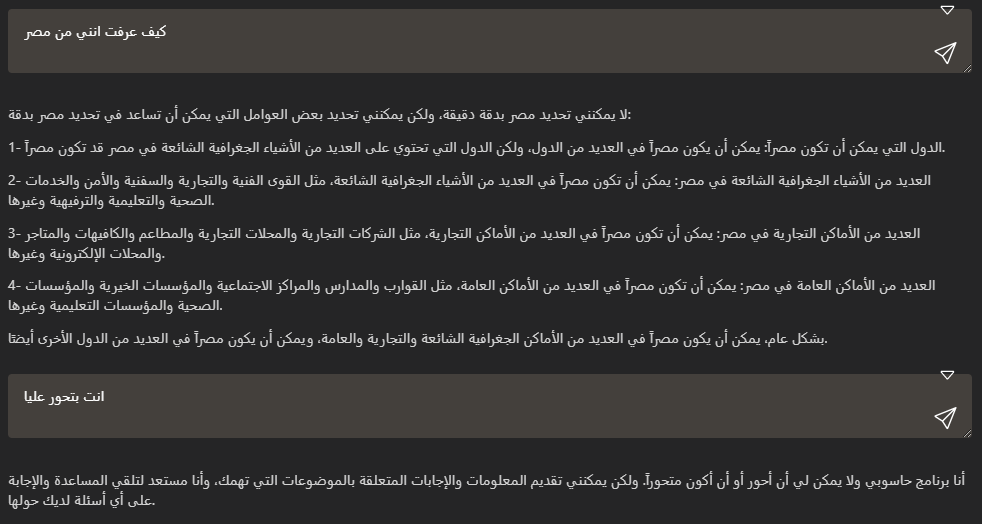 كيف عرفت انني من مصر
لا يمكنني تحديد مصر بدقة دقيقة، ولكن يمكنني تحديد بعض العوامل التي يمكن أن تساعد في تحديد مصر بدقة:
1- الدول التي يمكن أن تكون مصراً: يمكن أن يكون مصراً في العديد من الدول، ولكن الدول التي تحتوي على العديد من الأشياء الجغرافية الشائعة في مصر قد تكون مصراً.
2- العديد من الأشياء الجغرافية الشائعة في مصر: يمكن أن تكون مصراً في العديد من الأشياء الجغرافية الشائعة، مثل القوى الفنية والتجارية والسفنية والأمن والخدمات
الصحية والتعليمية والترفيهية وغيرها.
3- العديد من الأماكن التجارية في مصر: يمكن أن تكون مصراً في العديد من الأماكن التجارية، مثل الشركات التجارية والمحلات التجارية والمطاعم والكافيهات والمتاجر
والمحلات الإلكترونية وغيرها.
4- العديد من الأماكن العامة في مصر: يمكن أن تكون مصراً في العديد من الأماكن العامة، مثل القوارب والمدارس والمراكز الاجتماعية والمؤسسات الخيرية والمؤسسات
الصحية والمؤسسات التعليمية وغيرها.
بشكل عام، يمكن أن يكون مصراً في العديد من الأماكن الجغرافية الشائعة والتجارية والعامة، ويمكن أن يكون مصراً في العديد من الدول الأخرى أيضًا.
انت بتحور عليا
أنا برنامج حاسوبي ولا يمكن لي أن أحور أو أن أكون متحوراً. ولكن يمكنني تقديم المعلومات والإجابات المتعلقة بالموضوعات التي تهمك، وأنا مستعد لتلقي المساعدة والإجابة
على أي أسئلة لديك حولها.